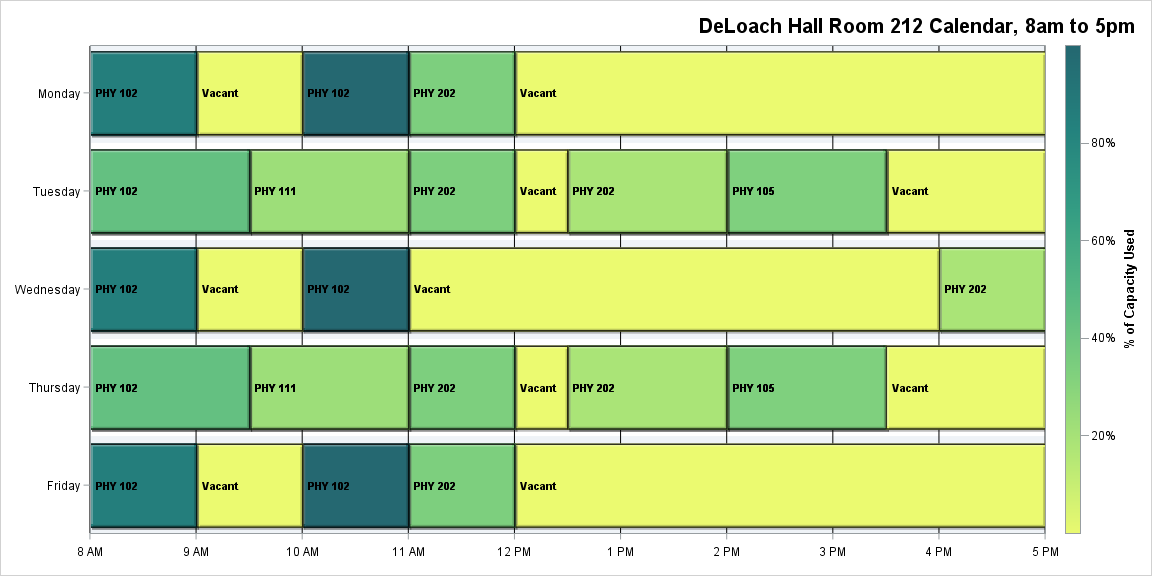 DeLoach Hall Room 212 Calendar, 8am to 5pm
Monday
PHY 102
Vacant
PHY 102
PHY 202
Vacant
Tuesday
PHY 102
PHY 111
PHY 202
Vacant
PHY 202
PHY 105
Vacant
Wednesday
PHY 102
Vacant
PHY 102
Vacant
PHY 202
Thursday
PHY 102
PHY 111
PHY 202
Vacant
PHY 202
PHY 105
Vacant
Friday
PHY 102
Vacant
PHY 102
PHY 202
Vacant
8 AM
9 AM
10 AM
11 AM
12 PM
1 PM
2 PM
3 PM
4 PM
5 PM
80%
60%
40%
20%
% of Capacity Used